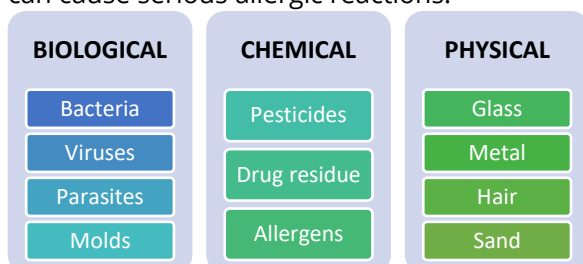 can cause serious allergic reactions.
BIOLOGICAL
Bacteria
Viruses
Parasites
Molds
CHEMICAL
Pesticides
Drug residue
Allergens
PHYSICAL
Glass
Metal
Hair
Sand